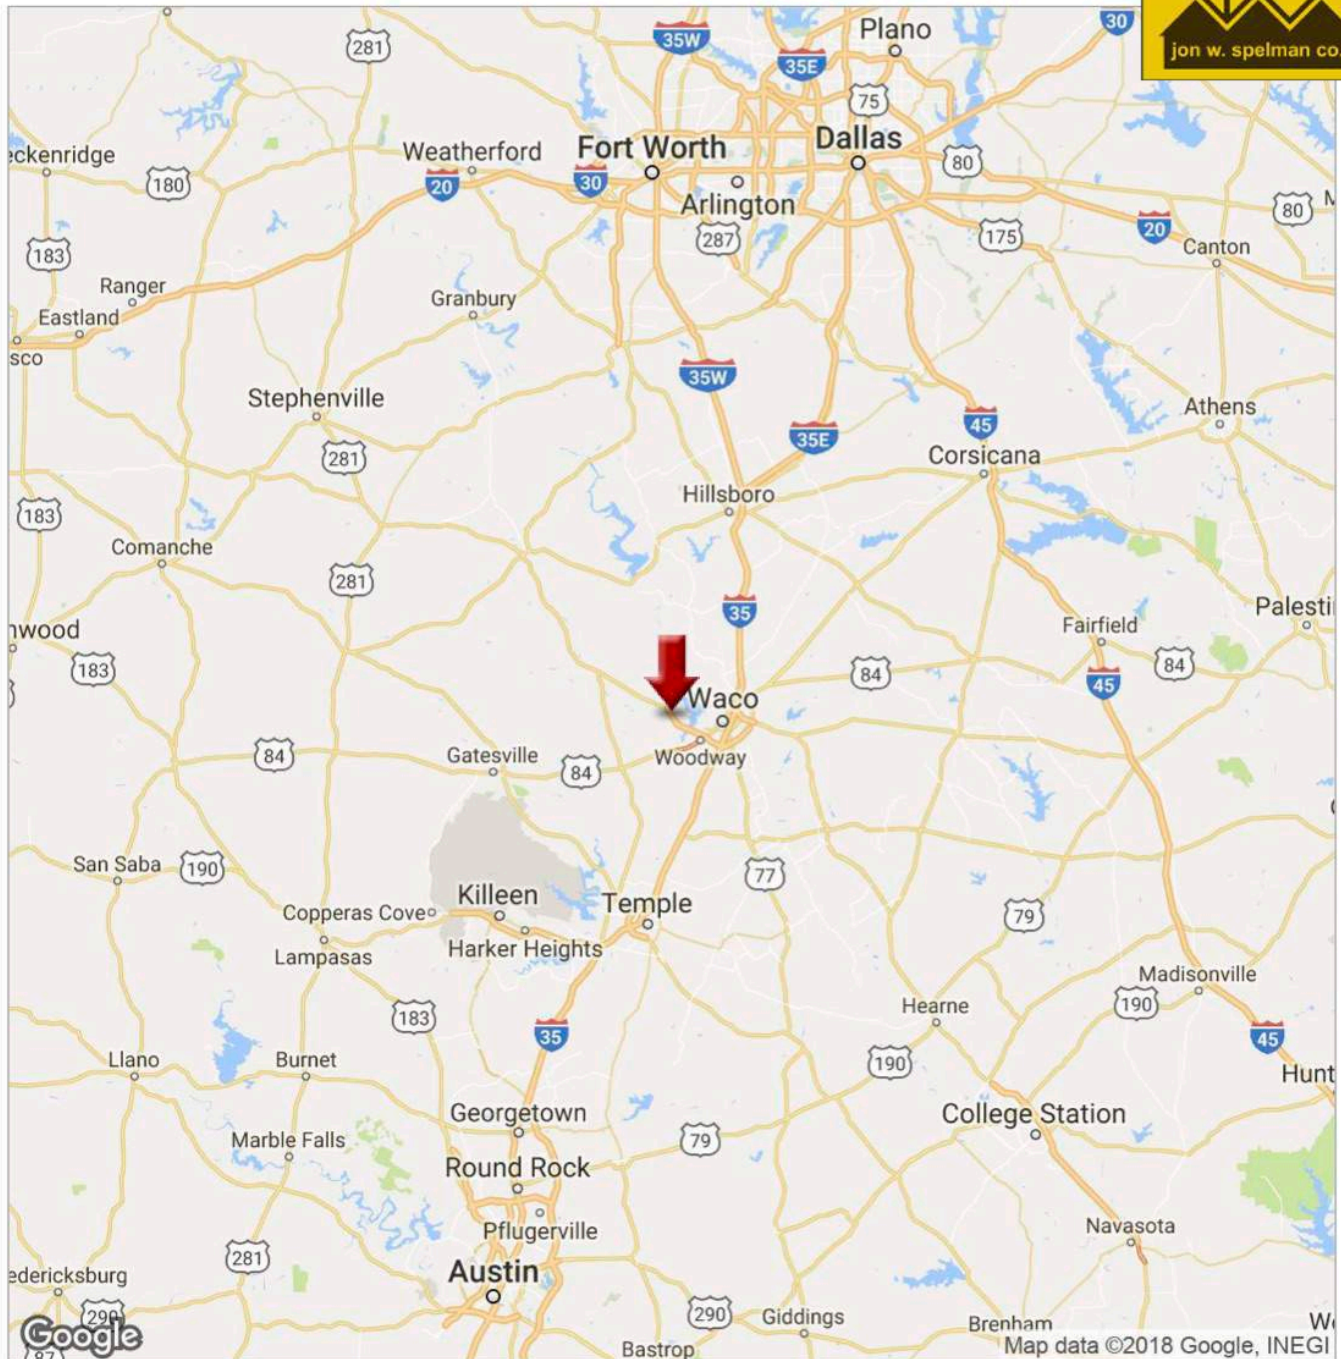 30
jon w. spelman co.
281
35W
Plano
35E
75
eckenridge
Weatherford
Fort Worth
Dallas
80
180
20
30
Arlington
80
183
287
175
20
Canton
Ranger
Granbury
Eastland
sco
35W
Stephenville
Athens
35E
45
281
Corsicana
Hillsboro
183
Comanche
281
35
Palesti
nwood
Fairfield
183
84
84
45
Waco
Gatesville
84
84
Woodway
San Saba
190
77
Killeen
Temple
Copperas Cove
79
Harker Heights
Lampasas
Madisonville
190
183
Hearne
35
45
Llano
Burnet
190
Hunt
Georgetown
College Station
Marble Falls
79
Round Rock
Navasota
Pflugerville
281
Austin
edericksburg
290
290
Giddings
Brenham
Google
87
Bastrop
Map data ©2018 Google, INEGI